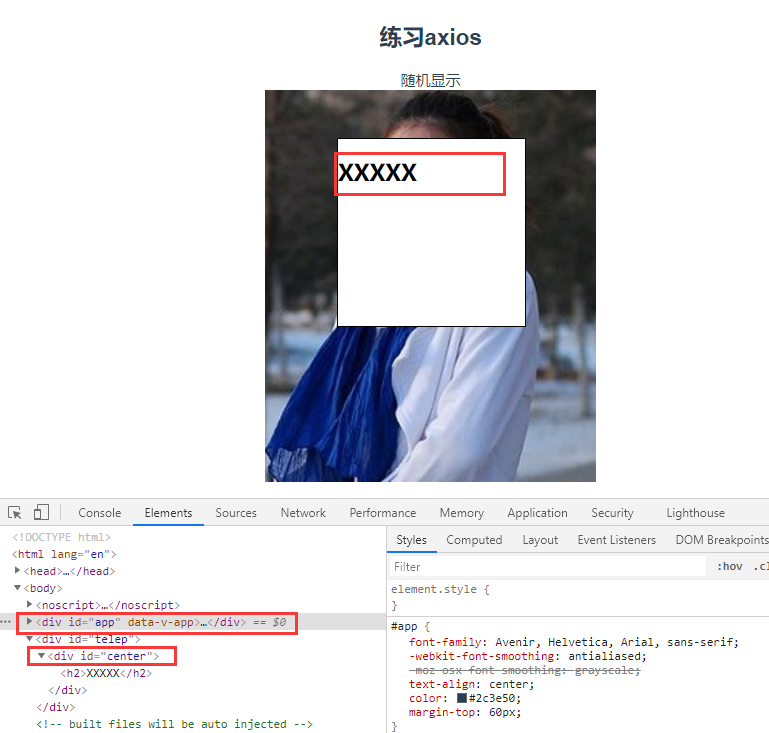 练习axios
随机显示
XXXXX
Console Elements Sources Network Performance Memory Application Security Lighthouse
<!DOCTYPE html>
<html lang="en">
<head>…</head>
<body>
<noscript>…</noscript>
<div id="app" data-v-app>…</div> == $0
<div id="telep">
<div id="center">
<h2>XXXXX</h2>
</div>
</div>
<!-- built files will be auto injected -->
Styles Computed Layout Event Listeners DOM Breakpoints
Filter :hov .cl
element.style {
}
#app {
font-family: Avenir, Helvetica, Arial, sans-serif;
-webkit-font-smoothing: antialiased;
-moz-osx-font-smoothing: grayscale;
text-align: center;
color: #2c3e50;
margin-top: 60px;
}